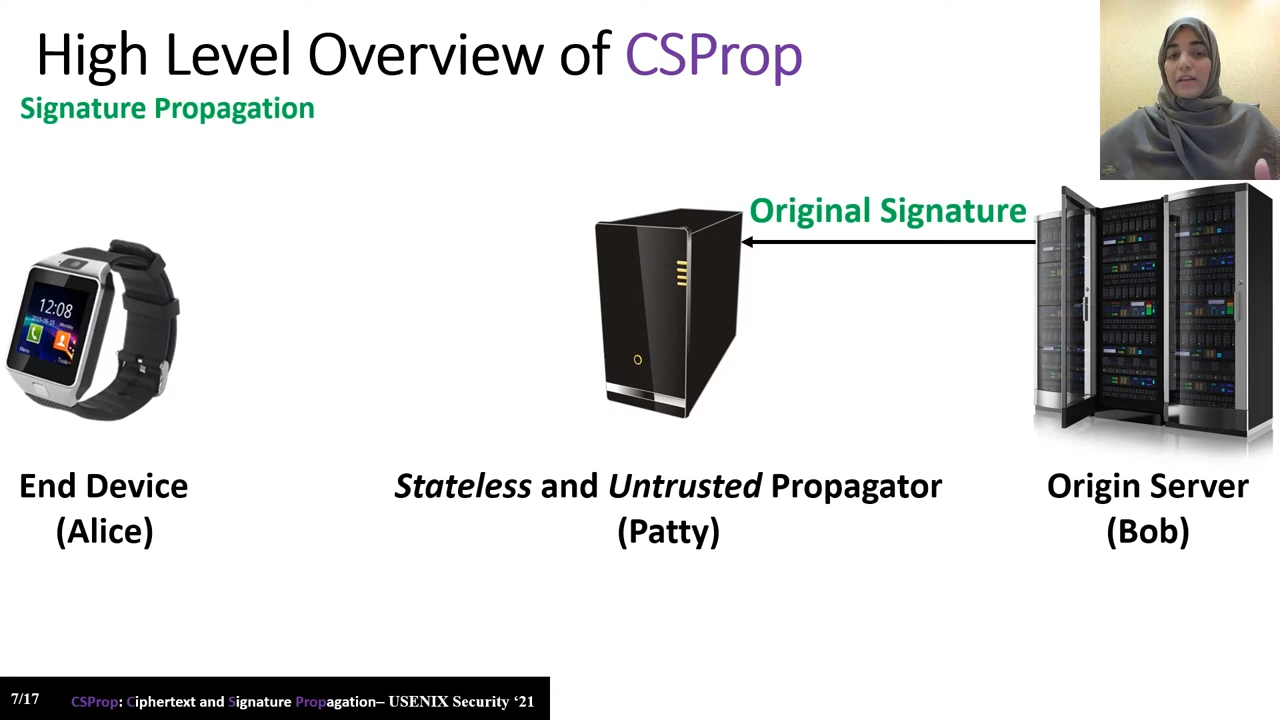 High Level Overview of CSProp
Signature Propagation
Original Signature
12:08
End Device
(Alice)
Stateless and Untrusted Propagator
(Patty)
Origin Server
(Bob)
7/17
CSProp: Ciphertext and Signature Propagation– USENIX Security ‘21